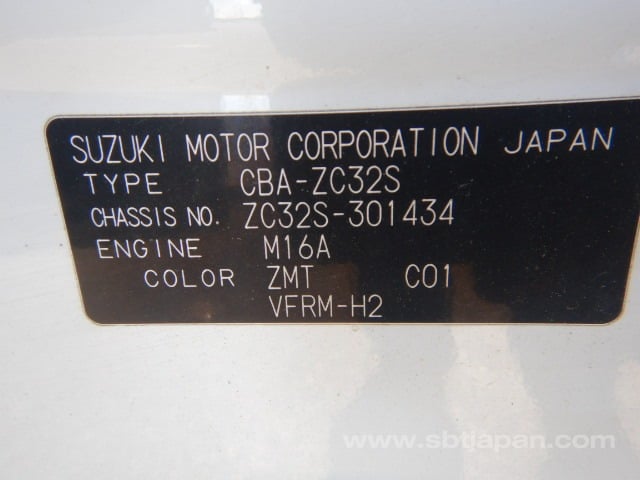 SUZUKI MOTOR CORPORATION JAPAN
TYPE CBA-ZC32S
CHASSIS NO. ZC32S-301434
ENGINE M16A
COLOR ZMT C01
VFRM-H2
www.sbtjapan.com